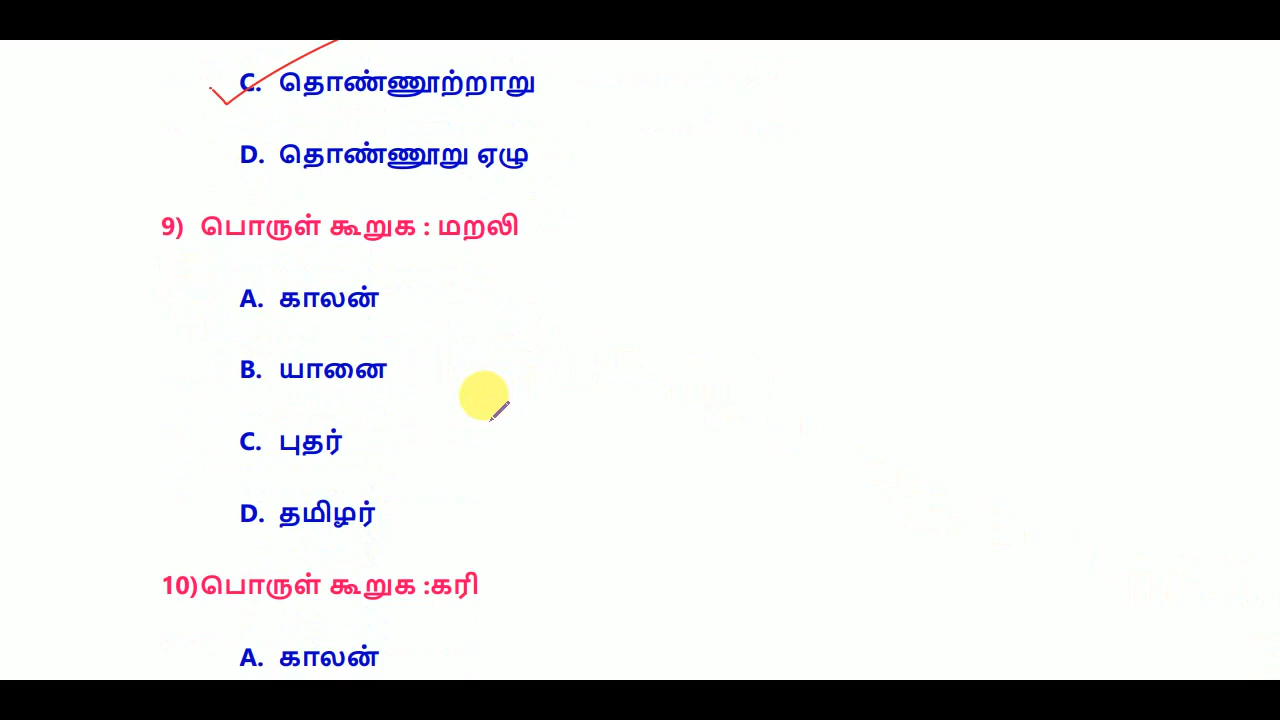 C. தொண்ணூற்றாறு
D. தொண்ணூறு ஏழு
9) பொருள் கூறுக : மறலி
A. காலன்
B. யானை
C. புதர்
D. தமிழர்
10)பொருள் கூறுக :கரி
A. காலன்